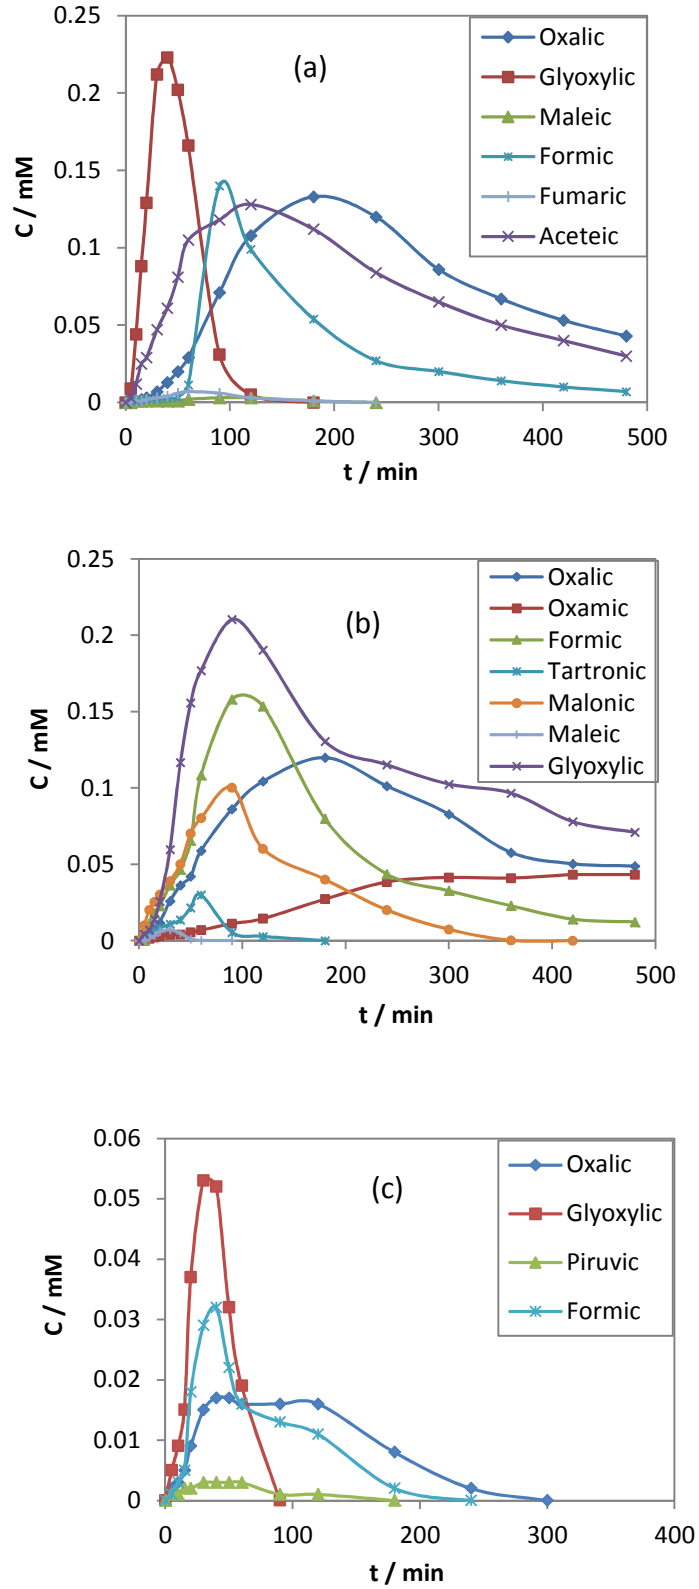 0.25
0.2
0.15
0.1
0.05
0
C / mM
(a)
Oxalic
Glyoxylic
Maleic
Formic
Fumaric
Aceteic
0 100 200 300 400 500
t / min
0.25
0.2
0.15
0.1
0.05
0
C / mM
(b)
Oxalic
Oxamic
Formic
Tartronic
Malonic
Maleic
Glyoxylic
0 100 200 300 400 500
t / min
0.06
0.05
0.04
0.03
0.02
0.01
0
C / mM
(c)
Oxalic
Glyoxylic
Piruvic
Formic
0 100 200 300 400
t / min